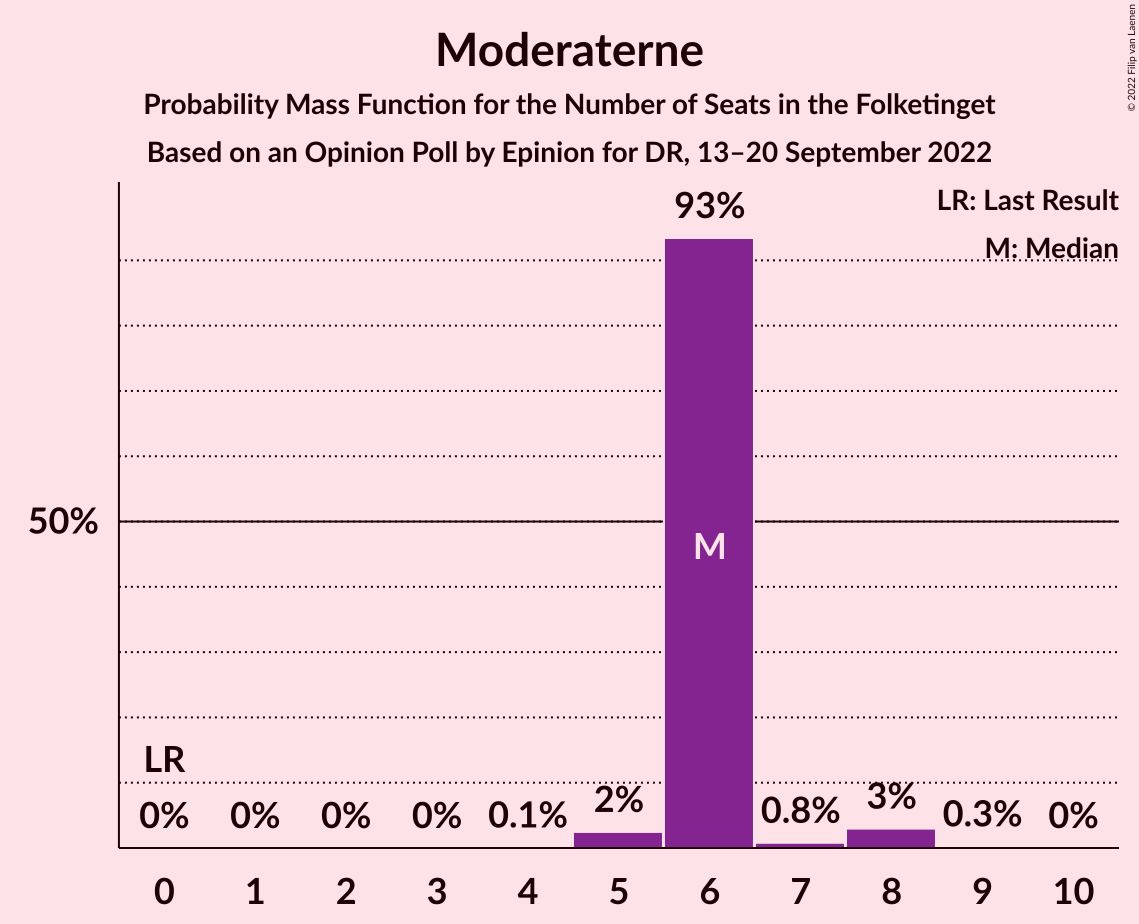 Moderaterne
Probability Mass Function for the Number of Seats in the Folketinget
Based on an Opinion Poll by Epinion for DR, 13–20 September 2022
© 2022 Filip van Laenen
LR: Last Result
M: Median
93%
50%
M
LR
0% 0% 0% 0% 0.1% 2% 0.8% 3% 0.3% 0%
0 1 2 3 4 5 6 7 8 9 10